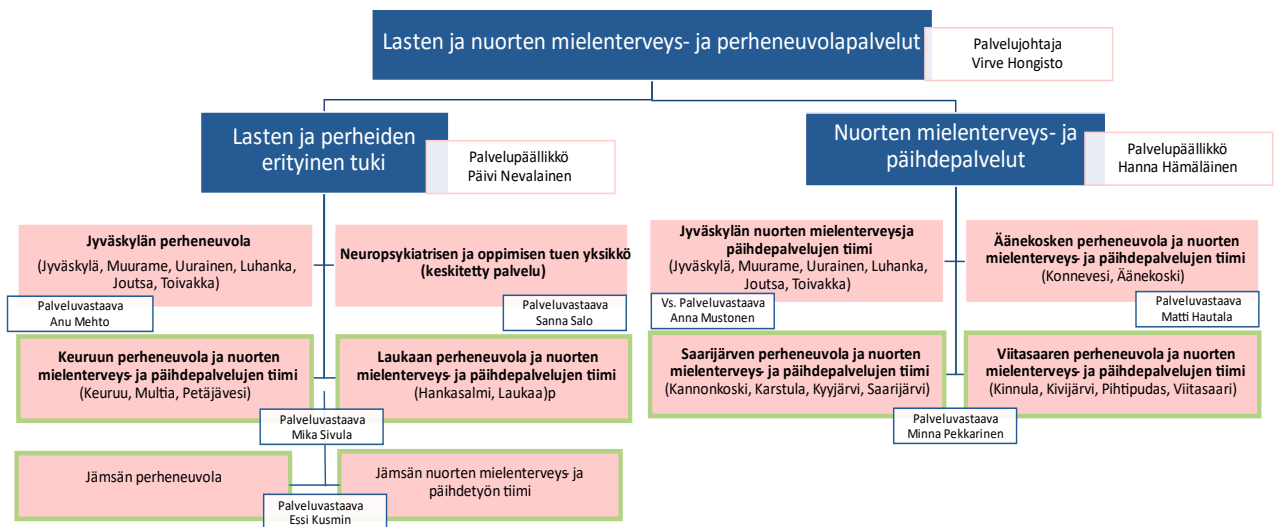 Lasten ja nuorten mielenterveys- ja perheneuvolapalvelut
Palvelujohtaja
Virve Hongisto
Lasten ja perheiden
erityinen tuki
Palvelupäällikkö
Päivi Nevalainen
Nuorten mielenterveys- ja
päihdepalvelut
Palvelupäällikkö
Hanna Hämäläinen
Jyväskylän perheneuvola
(Jyväskylä, Muurame, Uurainen, Luhanka,
Joutsa, Toivakka)
Palveluvastaava
Anu Mehto
Neuropsykiatrisen ja oppimisen tuen yksikkö
(keskitetty palvelu)
Palveluvastaava
Sanna Salo
Keuruun perheneuvola ja nuorten
mielenterveys- ja päihdepalvelujen tiimi
(Keuruu, Multia, Petäjävesi)
Laukaan perheneuvola ja nuorten
mielenterveys- ja päihdepalvelujen tiimi
(Hankasalmi, Laukaa)p
Palveluvastaava
Mika Sivula
Jämsän perheneuvola
Jämsän nuorten mielenterveys- ja
päihdetyön tiimi
Palveluvastaava
Essi Kusmin
Jyväskylän nuorten mielenterveysja
päihdepalvelujen tiimi
(Jyväskylä, Muurame, Uurainen, Luhanka,
Joutsa, Toivakka)
Vs. Palveluvastaava
Anna Mustonen
Äänekosken perheneuvola ja nuorten
mielenterveys- ja päihdepalvelujen tiimi
(Konnevesi, Äänekoski)
Palveluvastaava
Matti Hautala
Saarijärven perheneuvola ja nuorten
mielenterveys- ja päihdepalvelujen tiimi
(Kannonkoski, Karstula, Kyyjärvi, Saarijärvi)
Viitasaaren perheneuvola ja nuorten
mielenterveys- ja päihdepalvelujen tiimi
(Kinnula, Kivijärvi, Pihtipudas, Viitasaari)
Palveluvastaava
Minna Pekkarinen